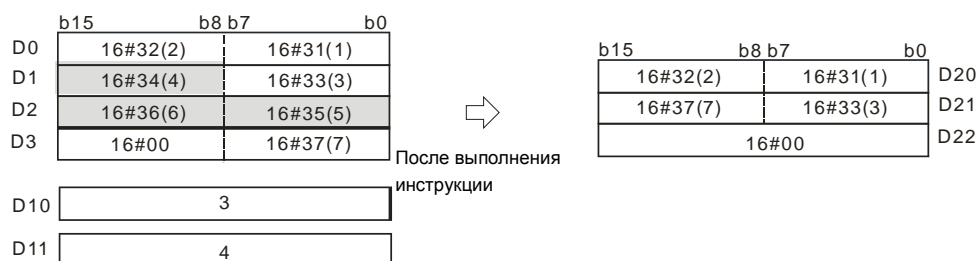 b15 b8 b7 b0
D0 16#32(2) 16#31(1)
D1 16#34(4) 16#33(3)
D2 16#36(6) 16#35(5)
D3 16#00 16#37(7)
После выполнения
инструкции
D10 3
D11 4
b15 b8 b7 b0
16#32(2) 16#31(1) D20
16#37(7) 16#33(3) D21
16#00 D22